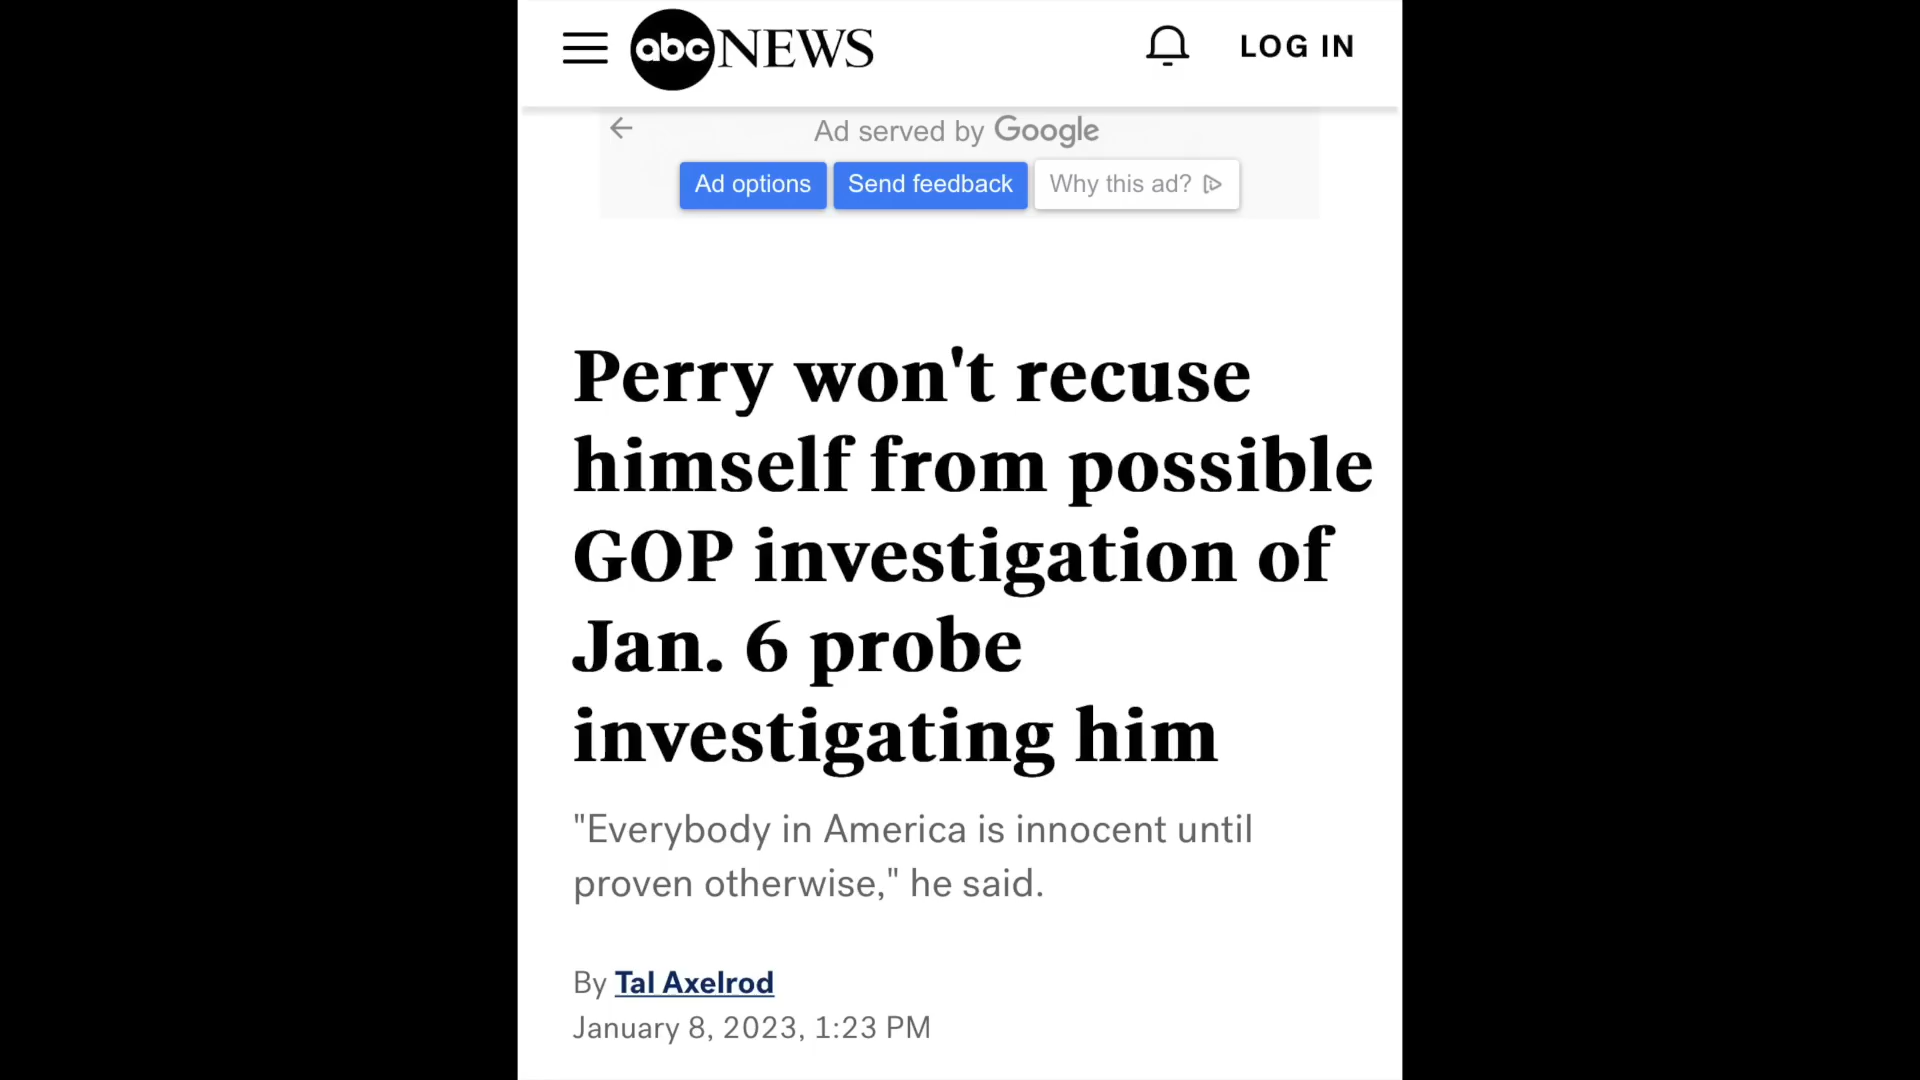 abc NEWS
LOG IN
Ad served by Google
Ad options
Send feedback
Why this ad?
Perry won't recuse
himself from possible
GOP investigation of
Jan. 6 probe
investigating him
"Everybody in America is innocent until
proven otherwise," he said.
By Tal Axelrod
January 8, 2023, 1:23 PM